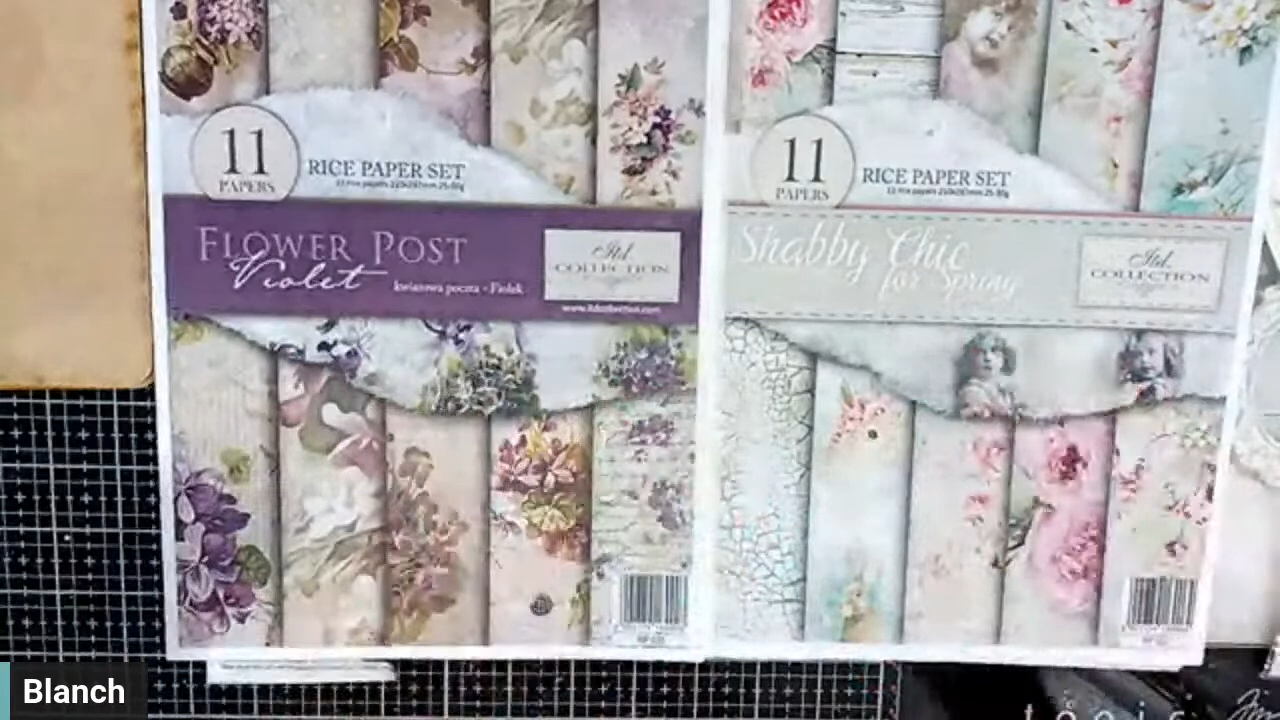 11
PAPERS
RICE PAPER SET
FLOWER POST
Violet
kwiatowa poczta - Fiolek
itd.
COLLECTION
www.itdcollection.com
11
PAPERS
RICE PAPER SET
Shabby Chic
for Spring
itd.
COLLECTION
Blanch